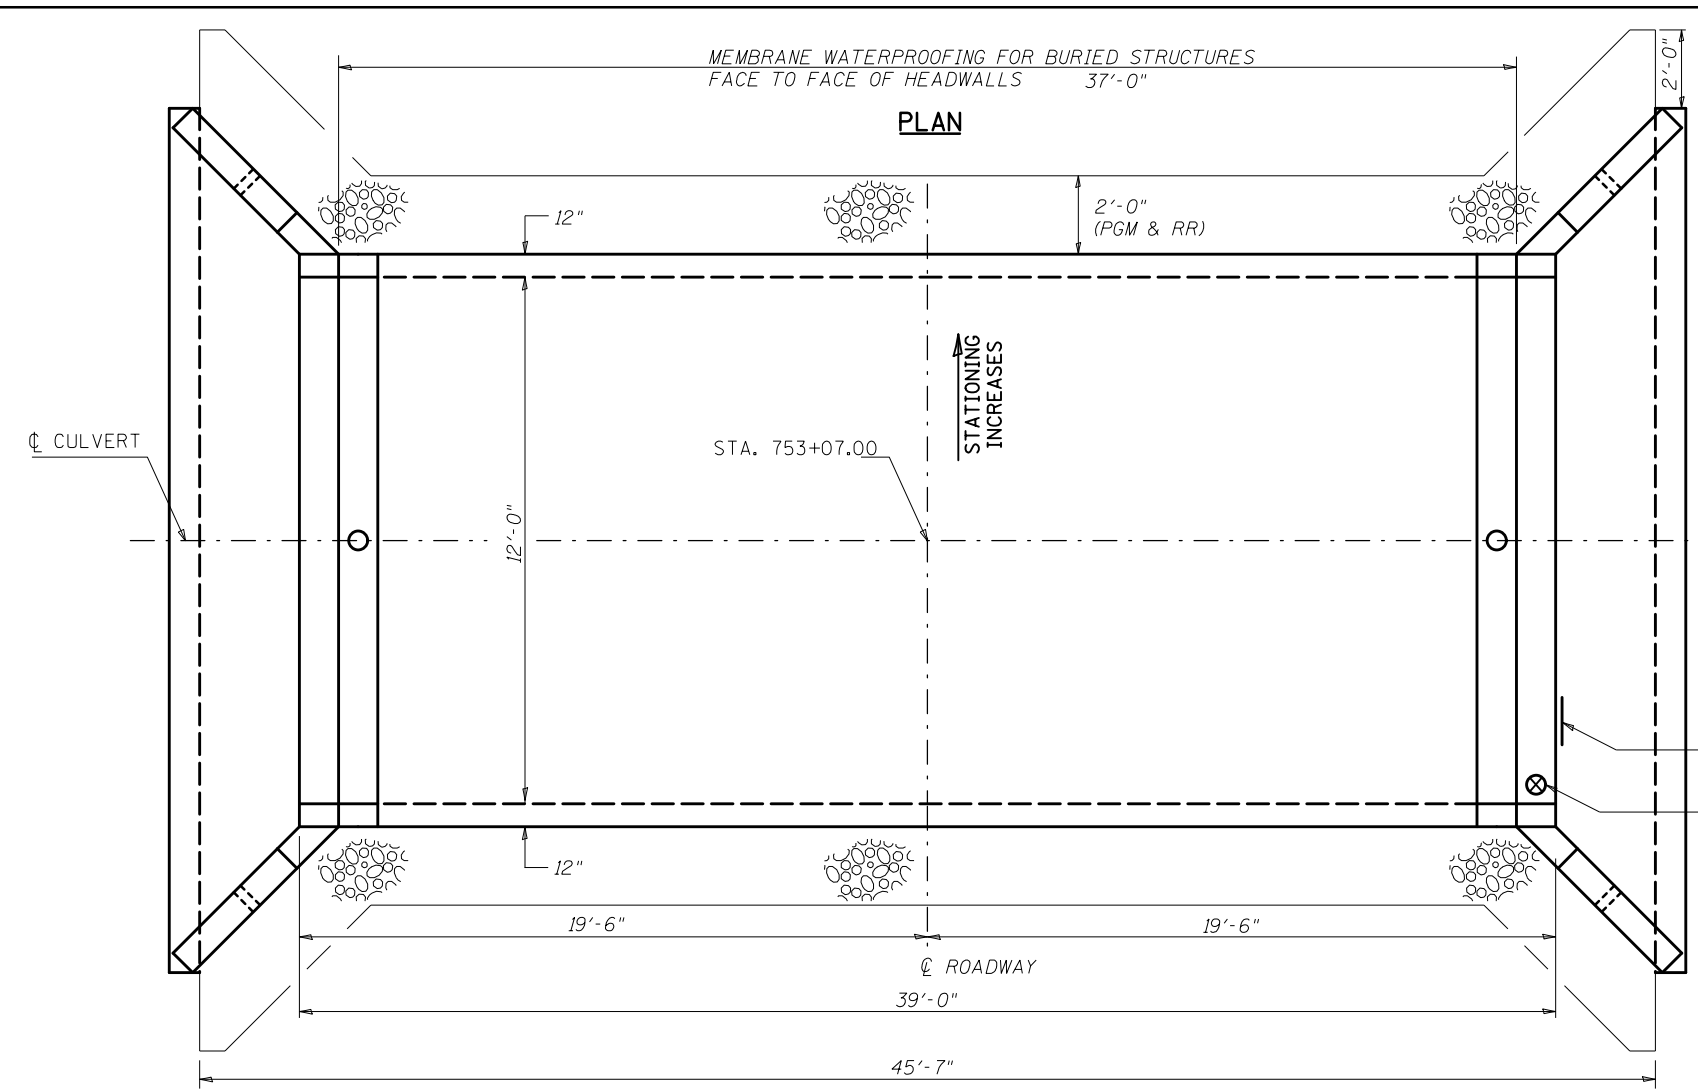 MEMBRANE WATERPROOFING FOR BURIED STRUCTURES
FACE TO FACE OF HEADWALLS 37'-0"
2'-0"
PLAN
12"
2'-0"
(PGM & RR)
STATIONING
INCREASES
℄ CULVERT
STA. 753+07.00
12'-0"
12"
19'-6"
19'-6"
℄ ROADWAY
39'-0"
45'-7"